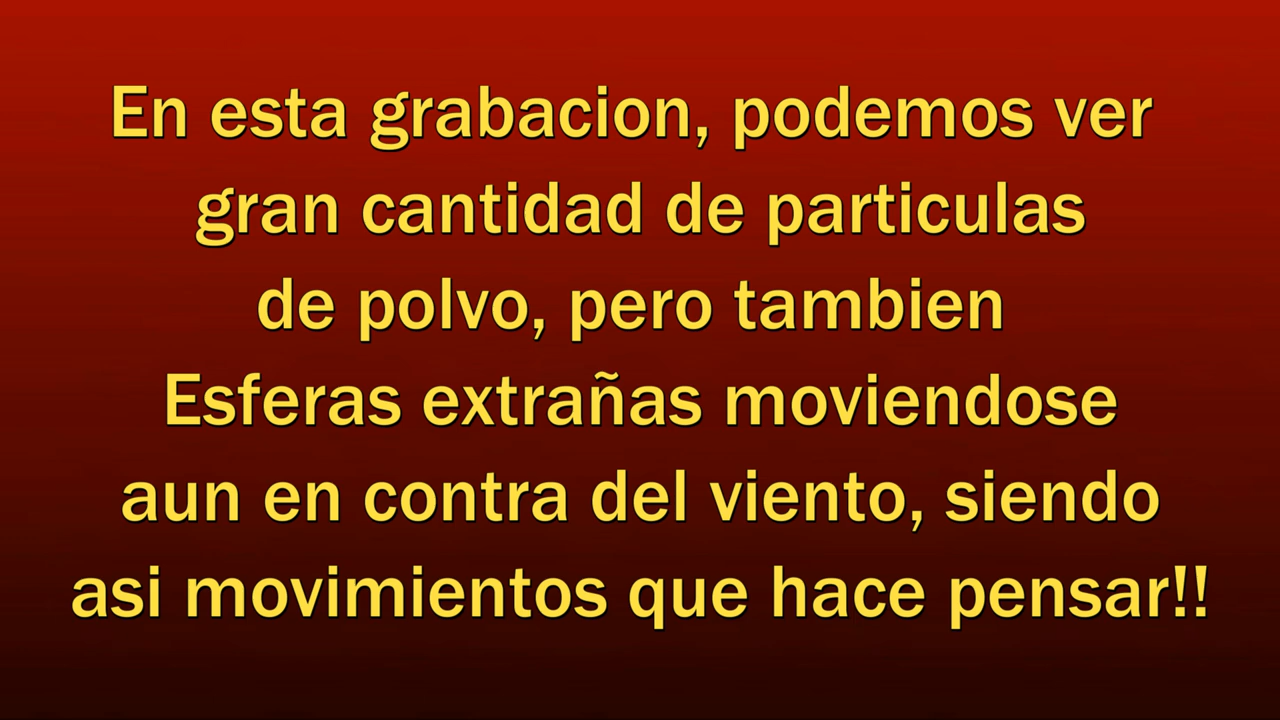 En esta grabacion, podemos ver
gran cantidad de particulas
de polvo, pero tambien
Esferas extrañas moviendose
aun en contra del viento, siendo
asi movimientos que hace pensar!!